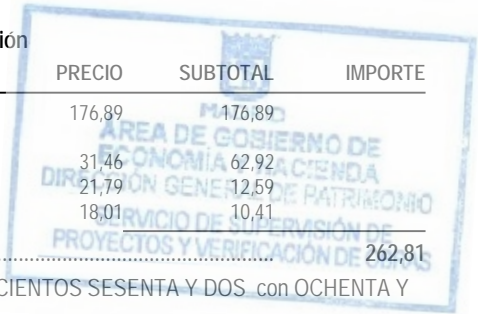 ión
PRECIO SUBTOTAL IMPORTE
MADRID
176,89 176,89
ÁREA DE GOBIERNO DE
ECONOMÍA Y HACIENDA
31,46 62,92
DIRECCIÓN GENERAL DE PATRIMONIO
21,79 12,59
18,01 10,41
SERVICIO DE SUPERVISIÓN DE
PROYECTOS Y VERIFICACIÓN DE OBRAS
262,81
CIENTOS SESENTA Y DOS con OCHENTA Y